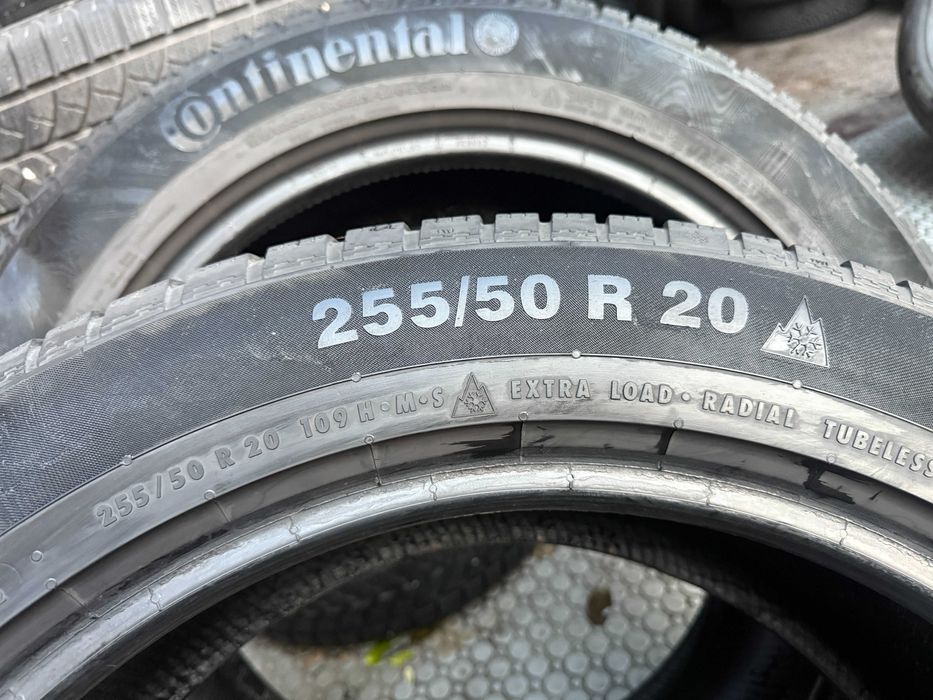 Continental
255/50 R 20
255/50 R 20 109 H • M • S EXTRA LOAD • RADIAL TUBELESS